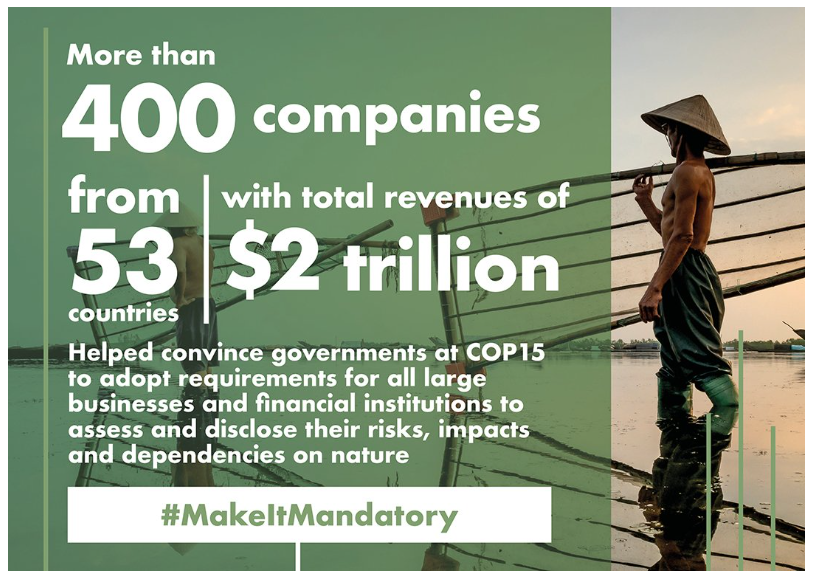 More than
400 companies
from
53
countries
with total revenues of
$2 trillion
Helped convince governments at COP15
to adopt requirements for all large
businesses and financial institutions to
assess and disclose their risks, impacts
and dependencies on nature
#MakeItMandatory